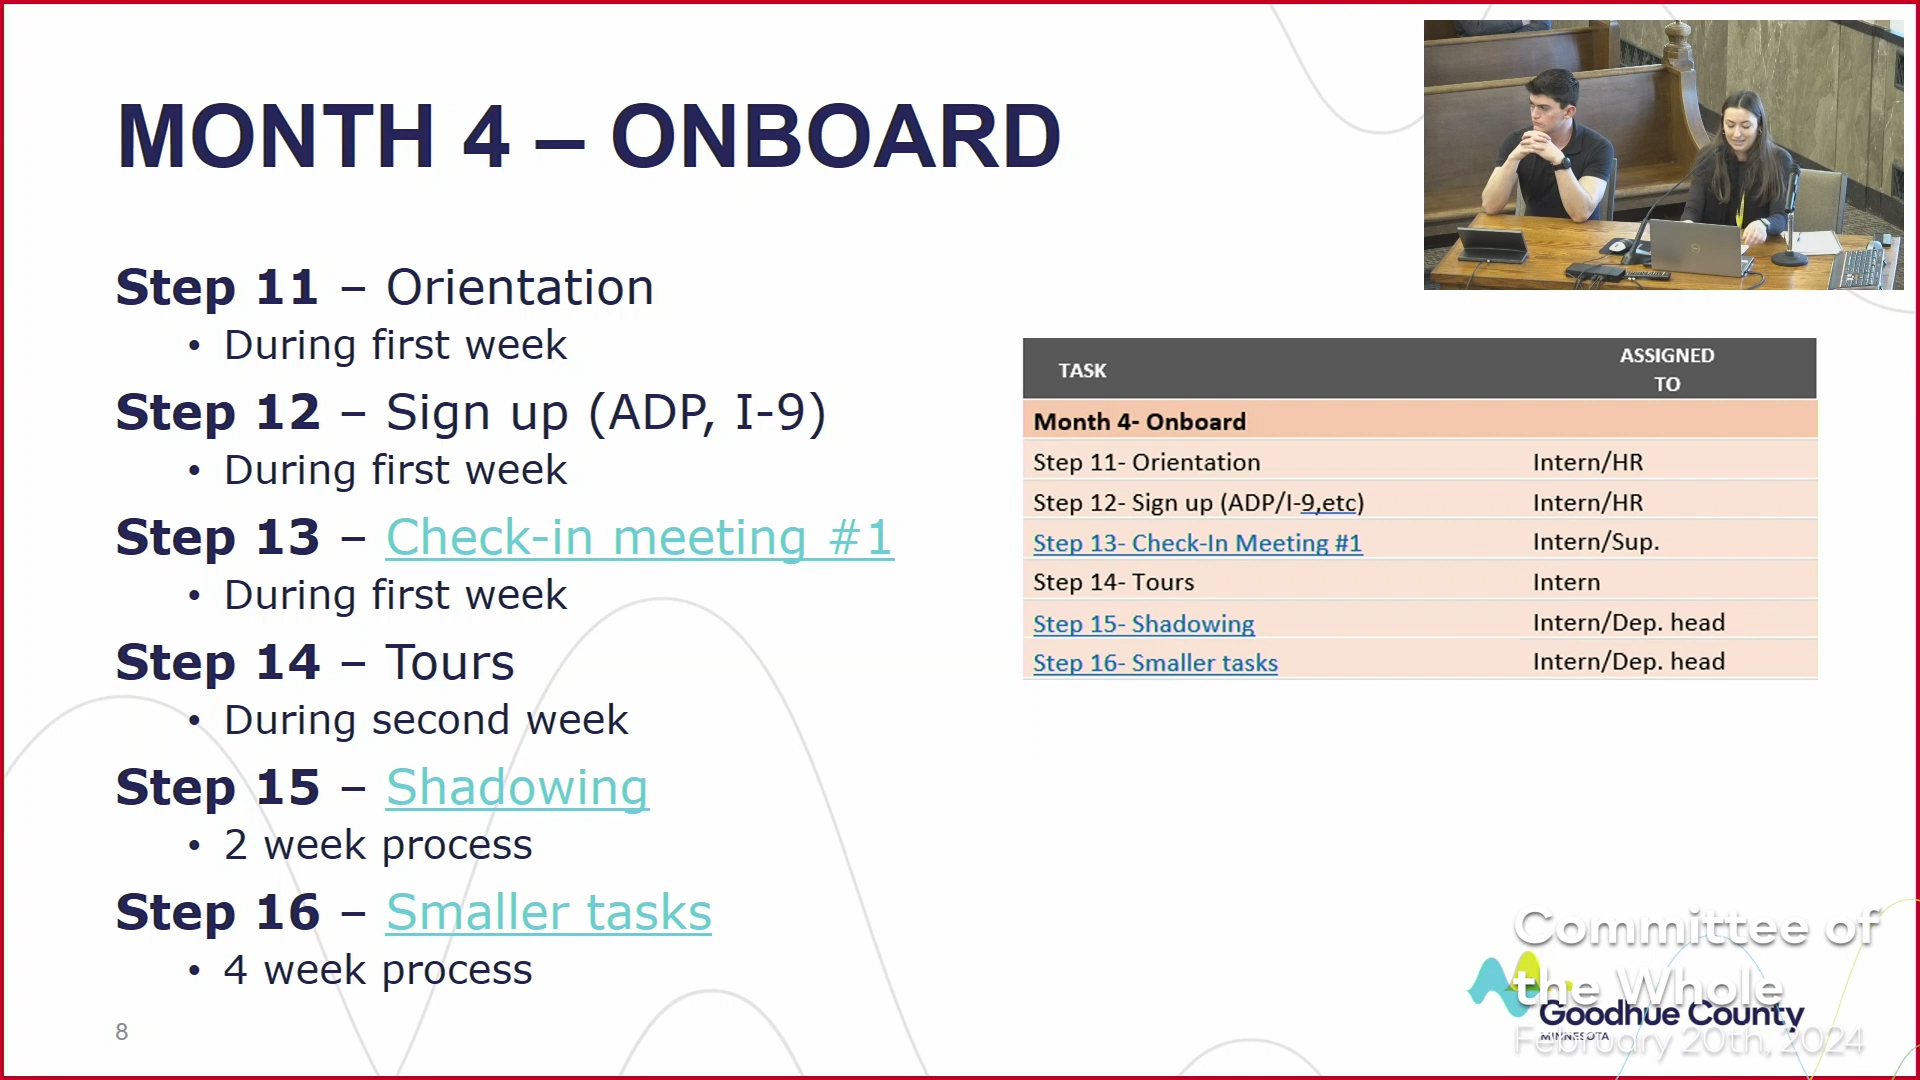 MONTH 4 – ONBOARD
Step 11 – Orientation
• During first week
Step 12 – Sign up (ADP, I-9)
• During first week
Step 13 – Check-in meeting #1
• During first week
Step 14 – Tours
• During second week
Step 15 – Shadowing
• 2 week process
Step 16 – Smaller tasks
• 4 week process
8
TASK
ASSIGNED
TO
Month 4- Onboard
Step 11- Orientation Intern/HR
Step 12- Sign up (ADP/I-9,etc) Intern/HR
Step 13- Check-In Meeting #1 Intern/Sup.
Step 14- Tours Intern
Step 15- Shadowing Intern/Dep. head
Step 16- Smaller tasks Intern/Dep. head
Committee of
the Whole
Goodhue County
MINNESOTA
February 20th, 2024